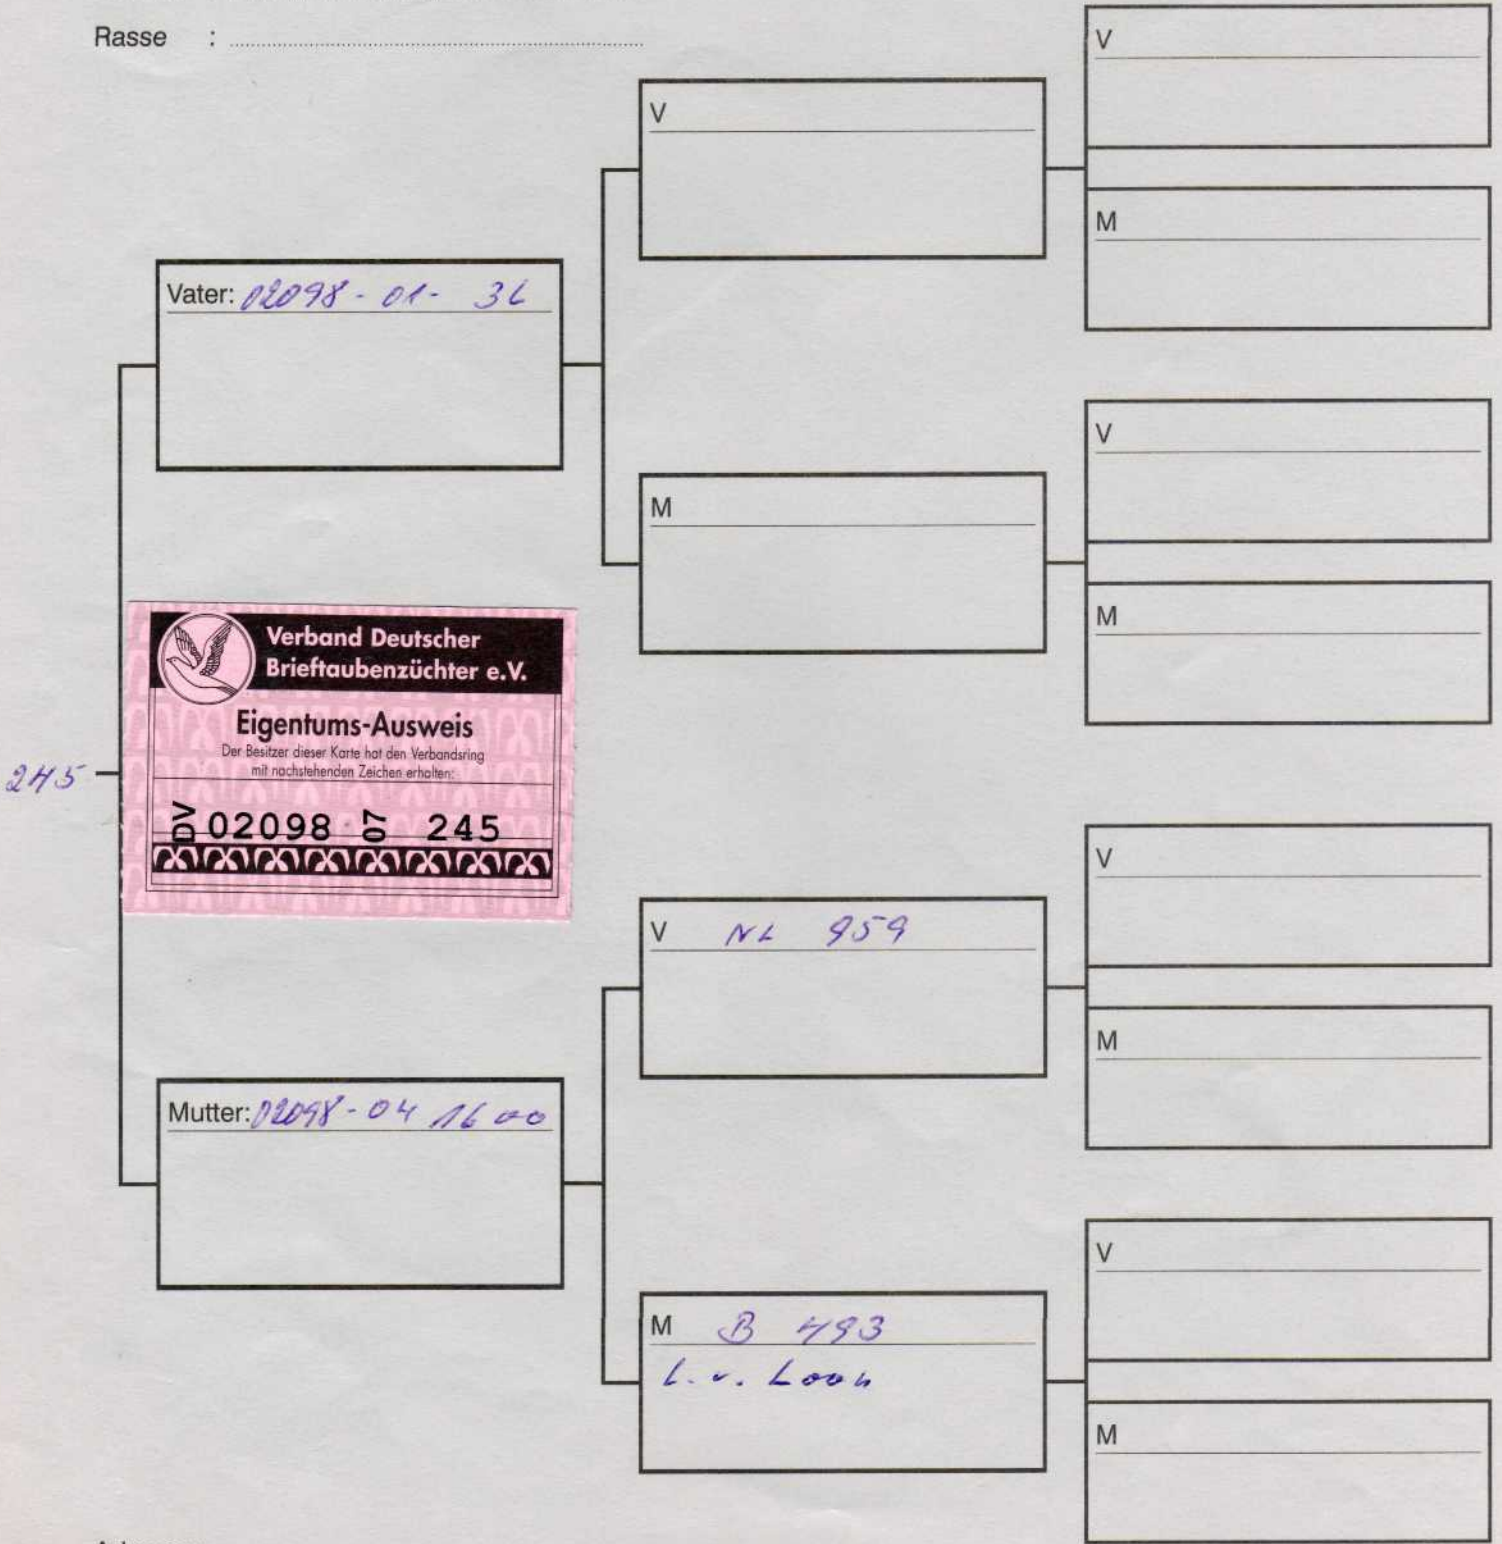 Rasse :
V
V
M
Vater: 02098-01- 36
V
M
M
Verband Deutscher
Brieftaubenzüchter e.V.
Eigentums-Ausweis
Der Besitzer dieser Karte hat den Verbandsring
mit nachstehenden Zeichen erhalten:
245
DV 02098 07 245
V
V NL 959
M
Mutter: 02098-04 1600
V
M B 493
L. v. Loon
M